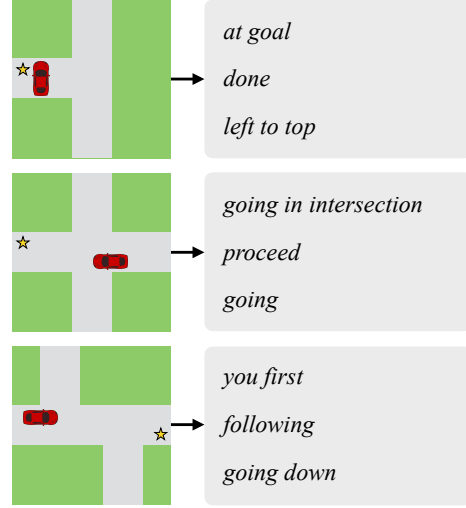 at goal
done
left to top
going in intersection
proceed
going
you first
following
going down